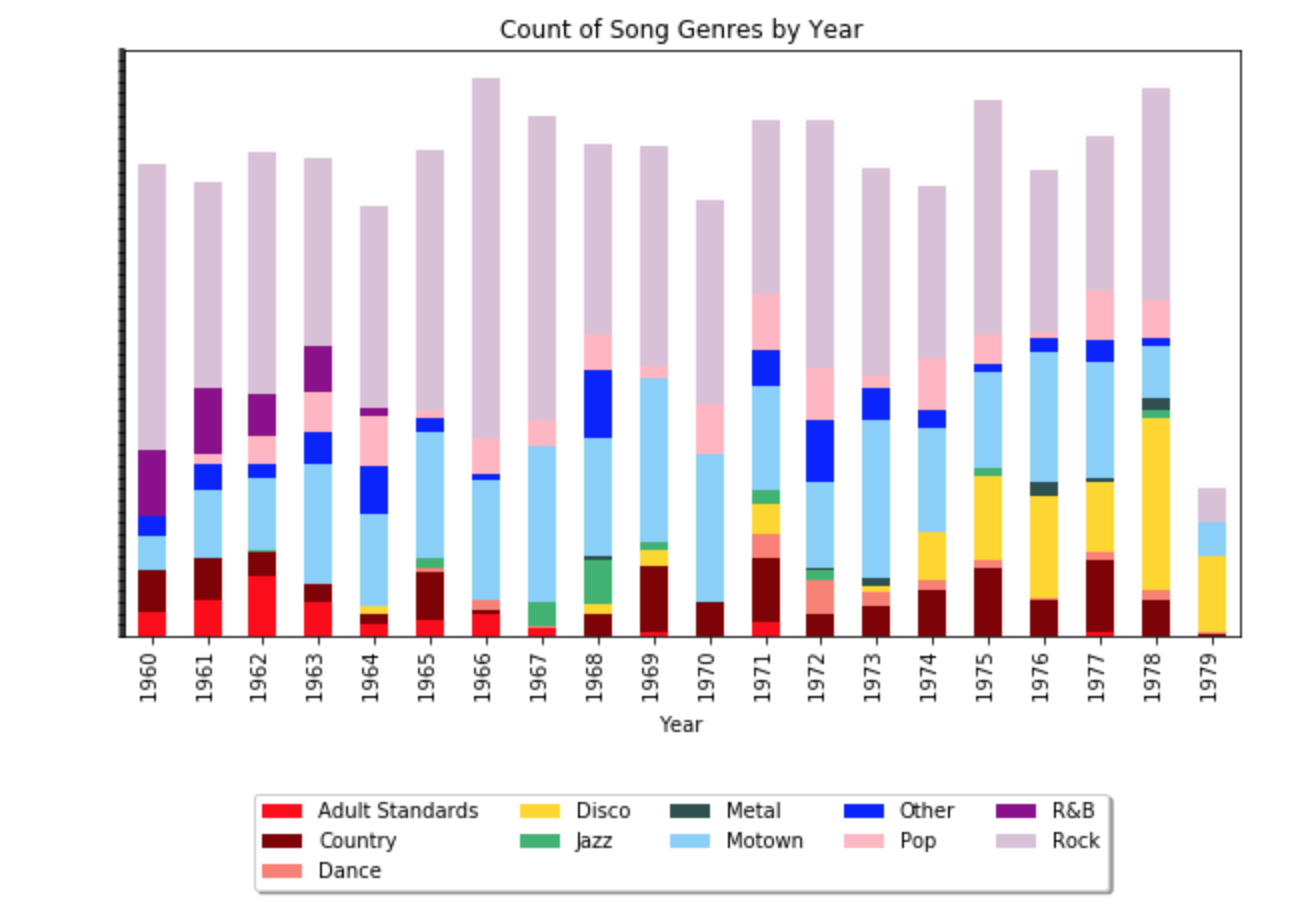 Count of Song Genres by Year
1960 1961 1962 1963 1964 1965 1966 1967 1968 1969 1970 1971 1972 1973 1974 1975 1976 1977 1978 1979
Year
Adult Standards Disco Metal Other R&B
Country Jazz Motown Pop Rock
Dance